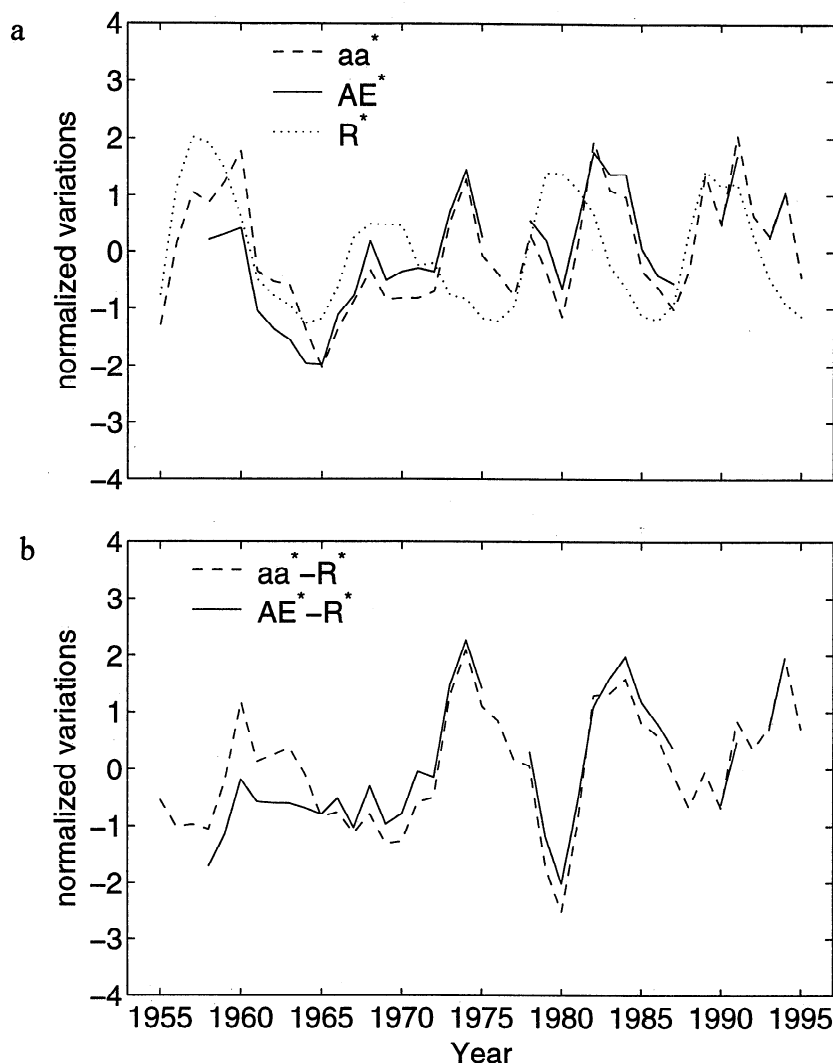 a
4
3
2
1
0
−1
−2
−3
−4
normalized variations
aa*
AE*
R*
b
4
3
2
1
0
−1
−2
−3
−4
normalized variations
aa*−R*
AE*−R*
1955 1960 1965 1970 1975 1980 1985 1990 1995
Year